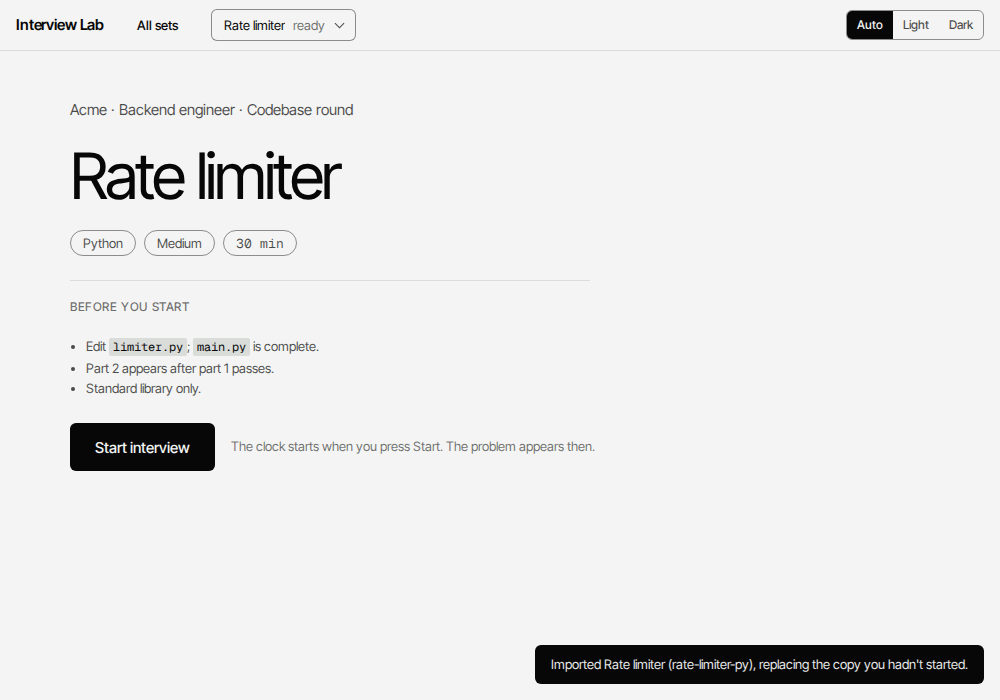 Interview Lab All sets Rate limiter ready Auto Light Dark
Acme · Backend engineer · Codebase round
Rate limiter
Python Medium 30 min
BEFORE YOU START
• Edit limiter.py; main.py is complete.
• Part 2 appears after part 1 passes.
• Standard library only.
Start interview The clock starts when you press Start. The problem appears then.
Imported Rate limiter (rate-limiter-py), replacing the copy you hadn't started.